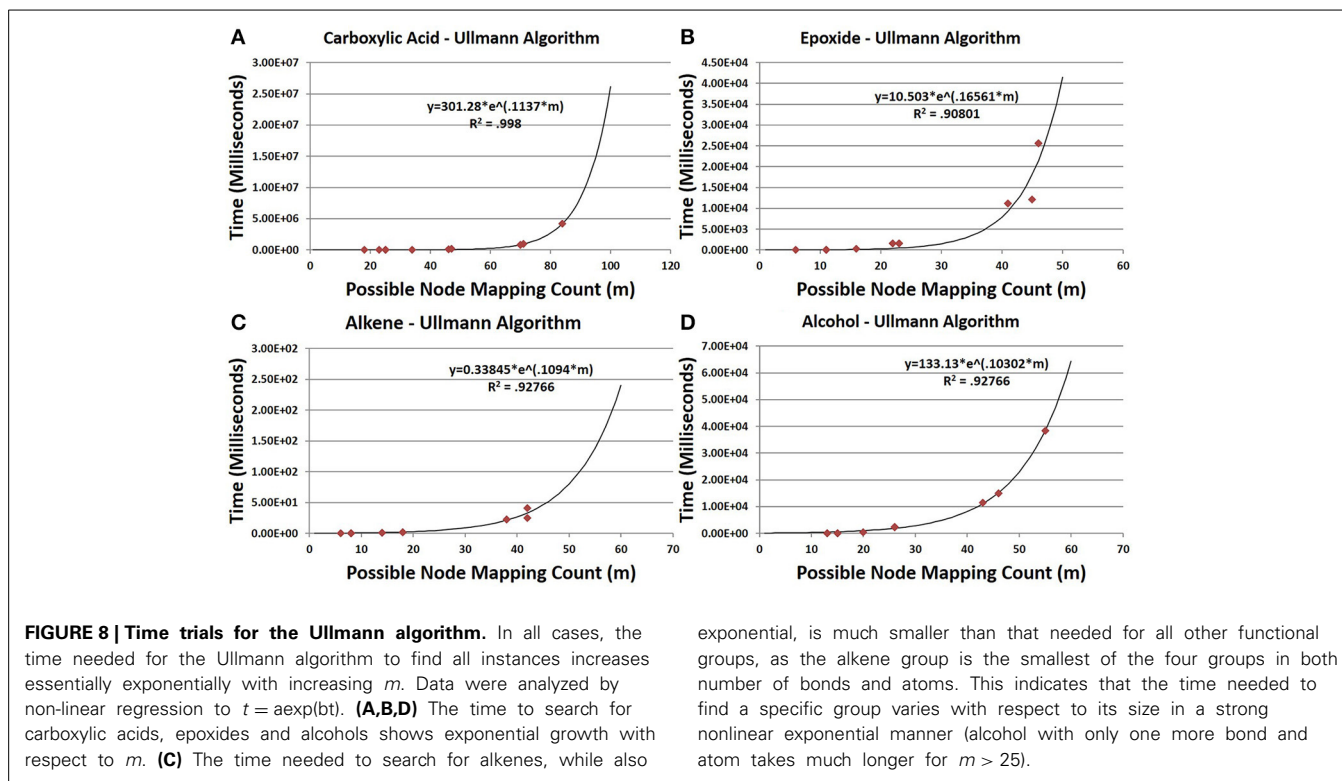 A
Carboxylic Acid - Ullmann Algorithm
3.00E+07
2.50E+07
2.00E+07
1.50E+07
1.00E+07
5.00E+06
0.00E+00
Time (Milliseconds)
y=301.28*e^(.1137*m)
R² = .998
0 20 40 60 80 100 120
Possible Node Mapping Count (m)
B
Epoxide - Ullmann Algorithm
4.50E+04
4.00E+04
3.50E+04
3.00E+04
2.50E+04
2.00E+04
1.50E+04
1.00E+04
5.00E+03
0.00E+00
Time (Milliseconds)
y=10.503*e^(.16561*m)
R² = .90801
0 10 20 30 40 50 60
Possible Node Mapping Count (m)
C
Alkene - Ullmann Algorithm
3.00E+02
2.50E+02
2.00E+02
1.50E+02
1.00E+02
5.00E+01
0.00E+00
Time (Milliseconds)
y=0.33845*e^(.1094*m)
R² = .92766
0 10 20 30 40 50 60 70
Possible Node Mapping Count (m)
D
Alcohol - Ullmann Algorithm
7.00E+04
6.00E+04
5.00E+04
4.00E+04
3.00E+04
2.00E+04
1.00E+04
0.00E+00
Time (Milliseconds)
y=133.13*e^(.10302*m)
R² = .92766
0 10 20 30 40 50 60 70
Possible Node Mapping Count (m)
FIGURE 8 | Time trials for the Ullmann algorithm. In all cases, the
time needed for the Ullmann algorithm to find all instances increases
essentially exponentially with increasing m. Data were analyzed by
non-linear regression to t = aexp(bt). (A,B,D) The time to search for
carboxylic acids, epoxides and alcohols shows exponential growth with
respect to m. (C) The time needed to search for alkenes, while also
exponential, is much smaller than that needed for all other functional
groups, as the alkene group is the smallest of the four groups in both
number of bonds and atoms. This indicates that the time needed to
find a specific group varies with respect to its size in a strong
nonlinear exponential manner (alcohol with only one more bond and
atom takes much longer for m > 25).